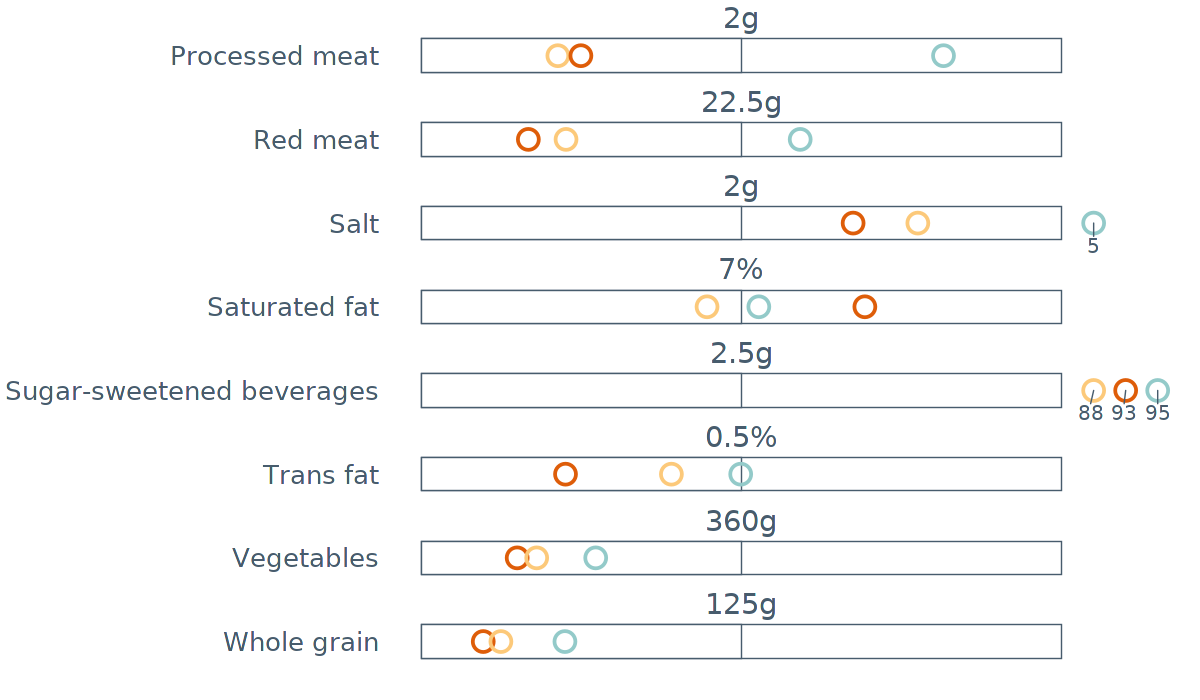 2g
Processed meat
22.5g
Red meat
2g
Salt
5
7%
Saturated fat
2.5g
Sugar-sweetened beverages
88 93 95
0.5%
Trans fat
360g
Vegetables
125g
Whole grain